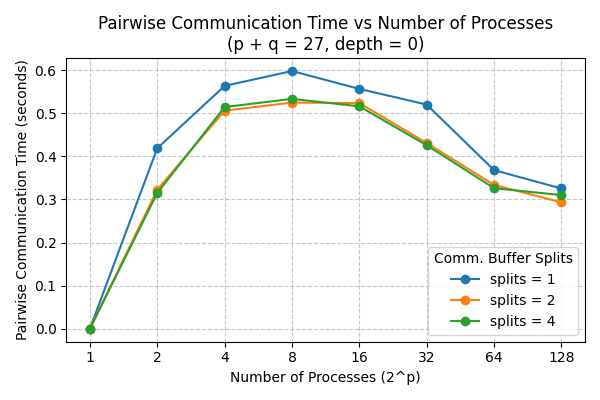 Pairwise Communication Time vs Number of Processes
(p + q = 27, depth = 0)
Pairwise Communication Time (seconds)
0.6
0.5
0.4
0.3
0.2
0.1
0.0
Comm. Buffer Splits
splits = 1
splits = 2
splits = 4
1 2 4 8 16 32 64 128
Number of Processes (2^p)